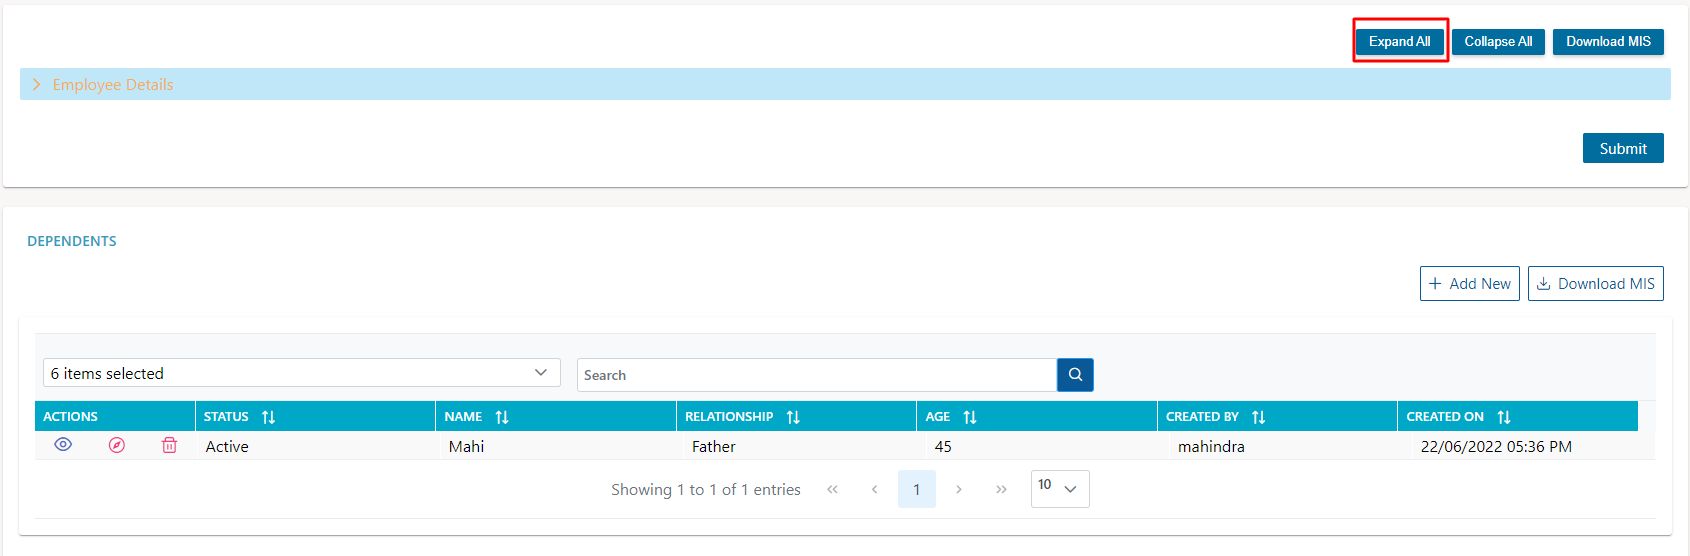 Expand All Collapse All Download MIS
Employee Details
Submit
DEPENDENTS
Add New Download MIS
6 items selected Search
ACTIONS STATUS NAME RELATIONSHIP AGE CREATED BY CREATED ON
Active Mahi Father 45 mahindra 22/06/2022 05:36 PM
Showing 1 to 1 of 1 entries « ‹ 1 › » 10